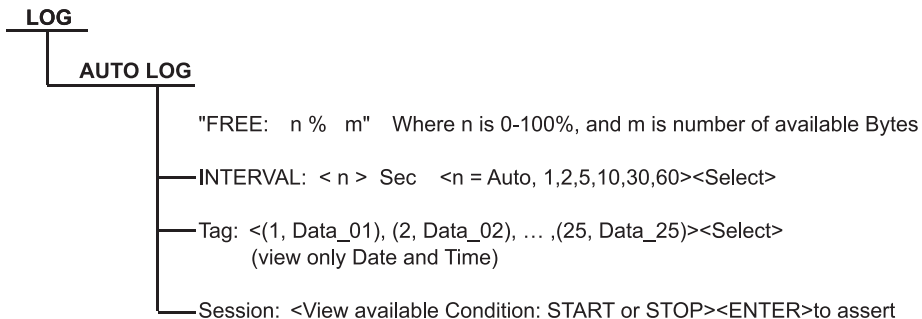 LOG
AUTO LOG
"FREE: n % m" Where n is 0-100%, and m is number of available Bytes
INTERVAL: < n > Sec <n = Auto, 1,2,5,10,30,60><Select>
Tag: <(1, Data_01), (2, Data_02), … ,(25, Data_25)><Select>
(view only Date and Time)
Session: <View available Condition: START or STOP><ENTER>to assert